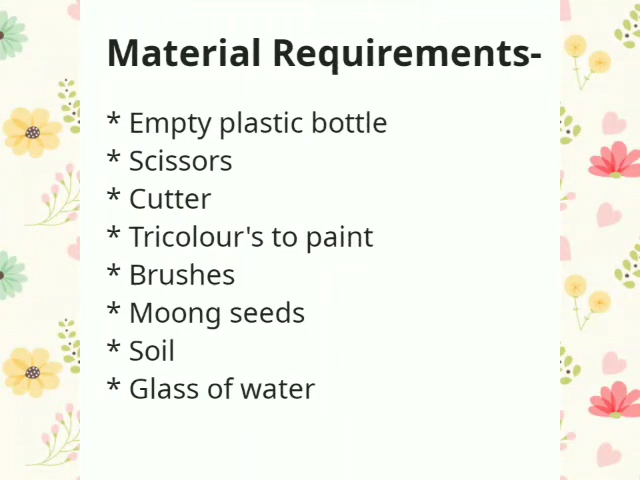 Material Requirements-
* Empty plastic bottle
* Scissors
* Cutter
* Tricolour's to paint
* Brushes
* Moong seeds
* Soil
* Glass of water